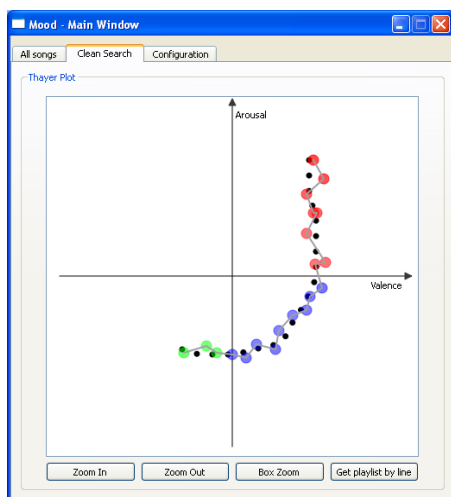 Mood - Main Window
All songs Clean Search Configuration
Thayer Plot
Arousal
Valence
Zoom In Zoom Out Box Zoom Get playlist by line